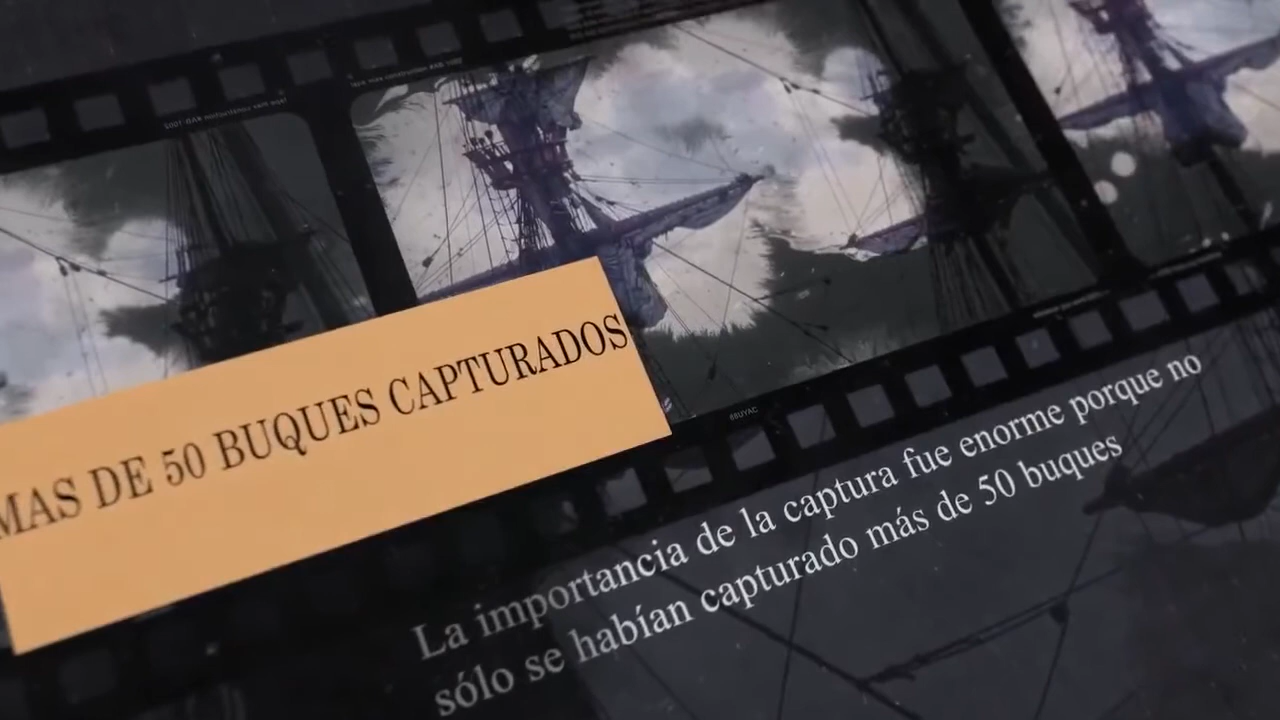 MAS DE 50 BUQUES CAPTURADOS
La importancia de la captura fue enorme porque no
sólo se habían capturado más de 50 buques